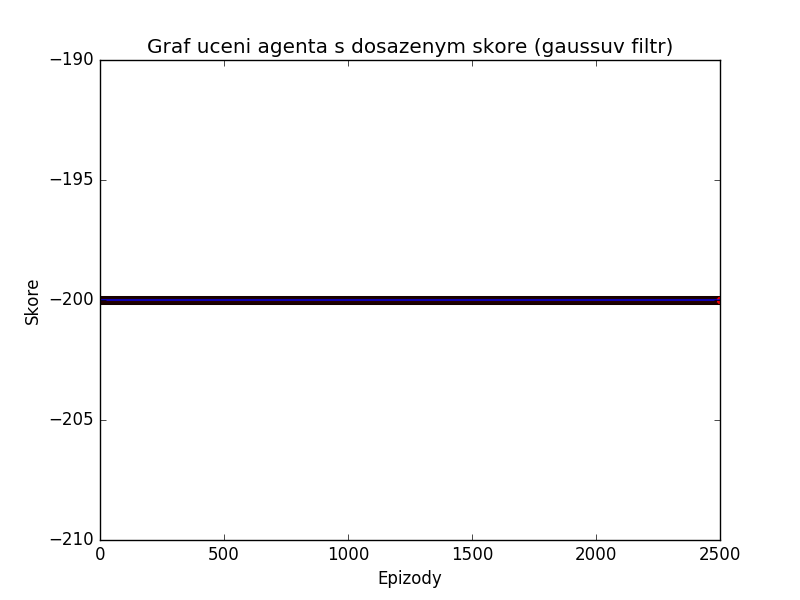 Graf uceni agenta s dosazenym skore (gaussuv filtr)
−190
−195
−200
−205
−210
Skore
0 500 1000 1500 2000 2500
Epizody